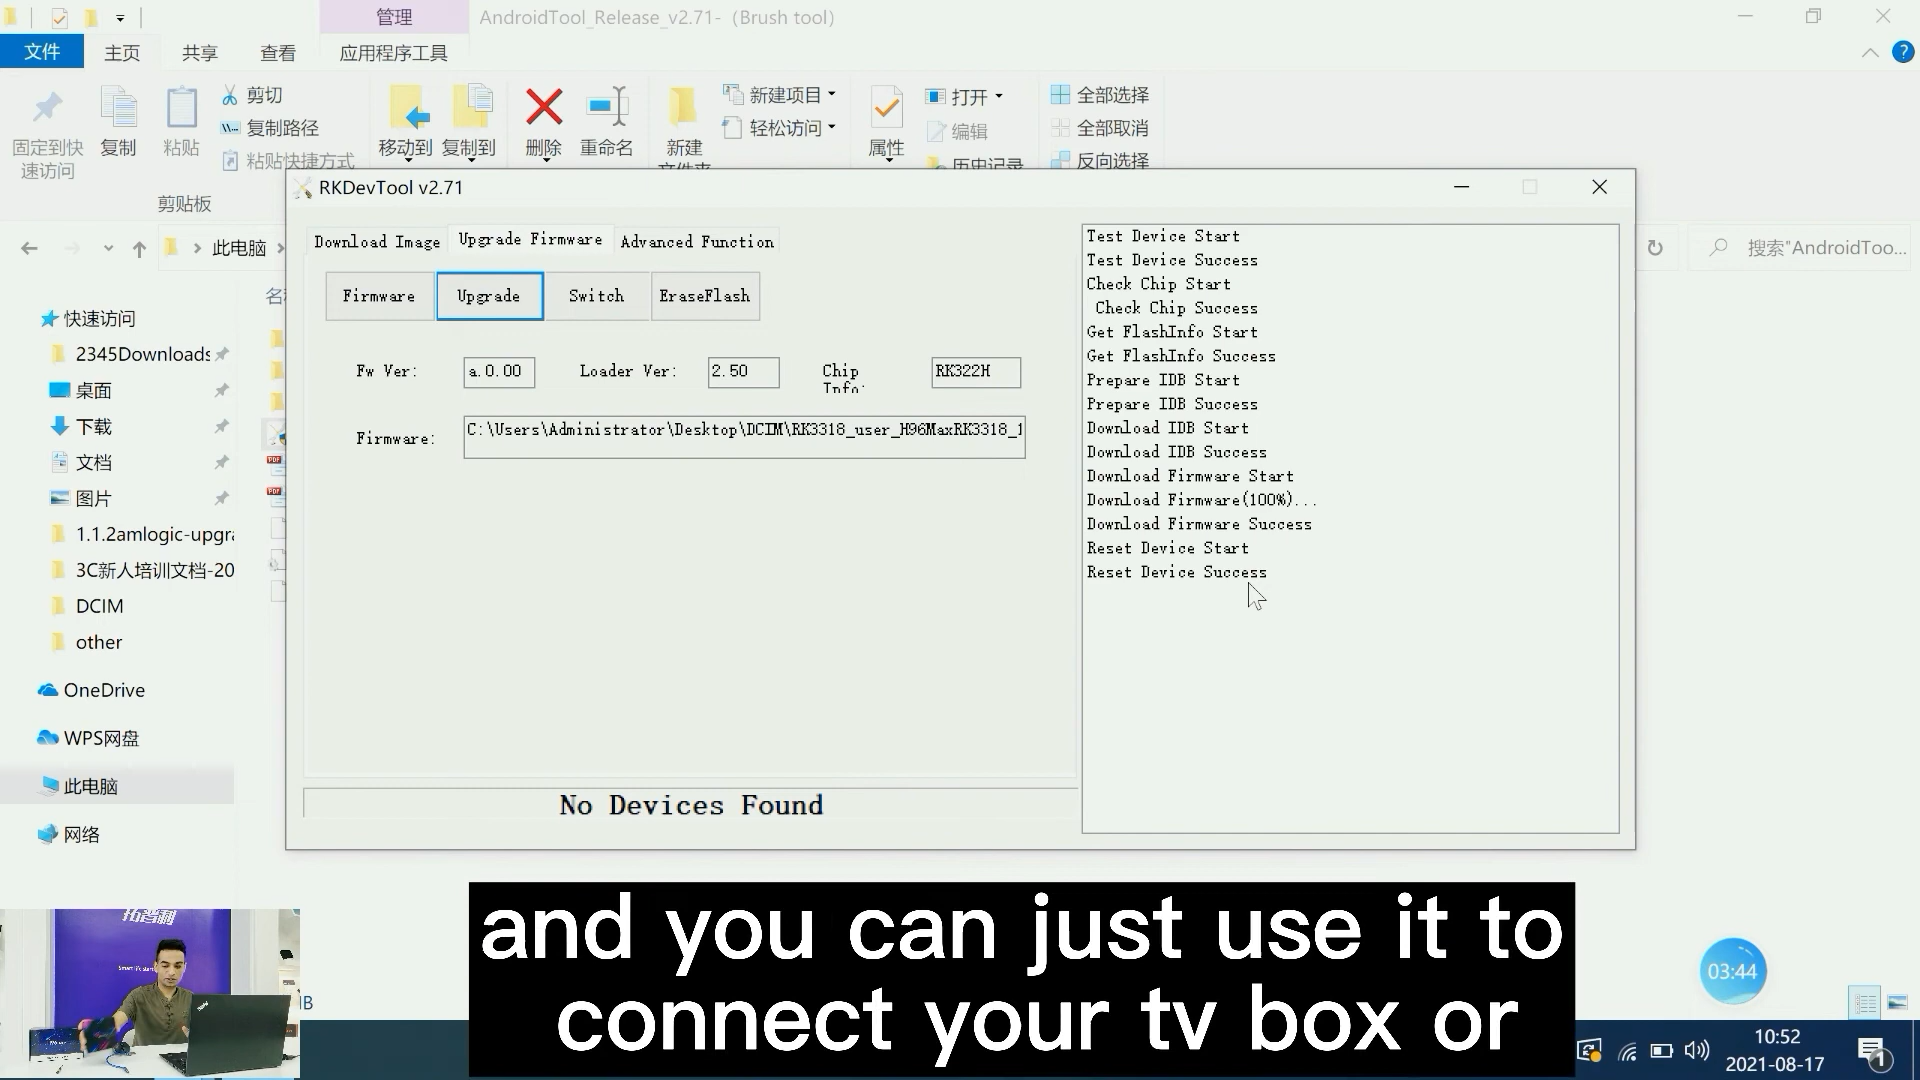 管理
AndroidTool_Release_v2.71-（Brush tool）
文件
主页
共享
查看
应用程序工具
固定到快
速访问
复制
粘贴
剪切
复制路径
粘贴快捷方式
剪贴板
移动到
复制到
删除
重命名
新建
新建项目
轻松访问
属性
打开
编辑
历史记录
全部选择
全部取消
反向选择
此电脑
搜索"AndroidToo...
快速访问
2345Downloads
桌面
下载
文档
图片
1.1.2amlogic-upgra
3C新人培训文档-20
DCIM
other
OneDrive
WPS网盘
此电脑
网络
RKDevTool v2.71
Download Image
Upgrade Firmware
Advanced Function
Firmware
Upgrade
Switch
EraseFlash
Fw Ver:
a.0.00
Loader Ver:
2.50
Chip
Info:
RK322H
Firmware:
C:\Users\Administrator\Desktop\DCIM\RK3318_user_H96MaxRK3318_1
No Devices Found
Test Device Start
Test Device Success
Check Chip Start
Check Chip Success
Get FlashInfo Start
Get FlashInfo Success
Prepare IDB Start
Prepare IDB Success
Download IDB Start
Download IDB Success
Download Firmware Start
Download Firmware(100%)...
Download Firmware Success
Reset Device Start
Reset Device Success
and you can just use it to
connect your tv box or
03:44
10:52
2021-08-17
1